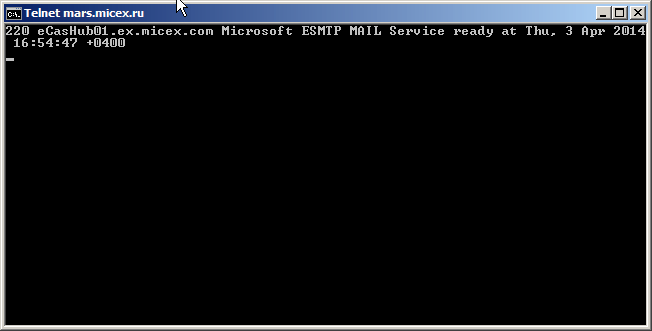 Telnet mars.micex.ru
220 eCasHub01.ex.micex.com Microsoft ESMTP MAIL Service ready at Thu, 3 Apr 2014
16:54:47 +0400